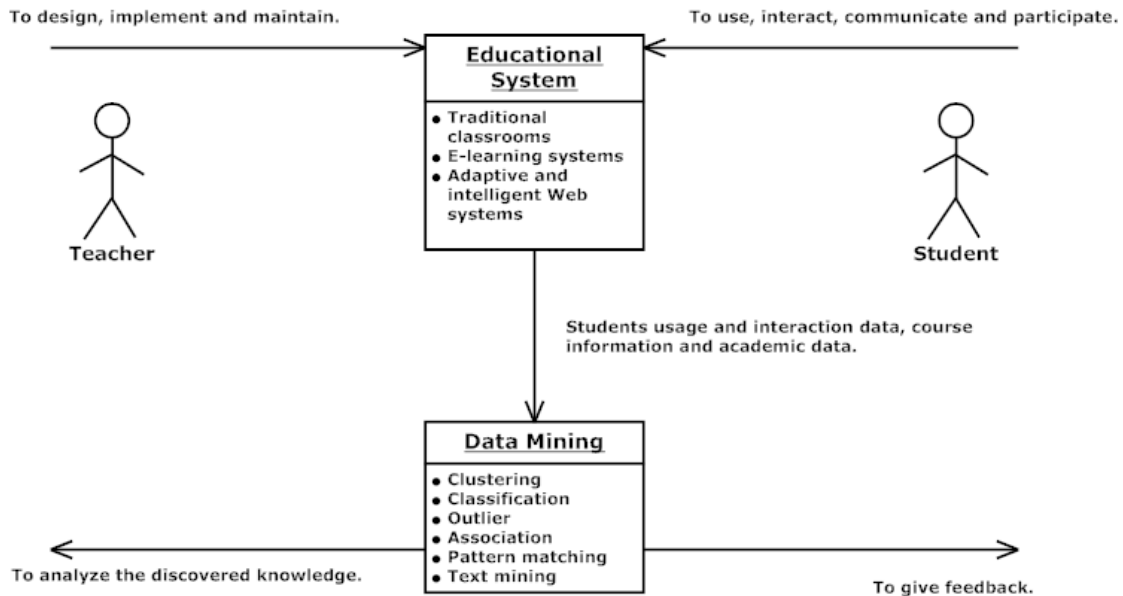 To design, implement and maintain.
To use, interact, communicate and participate.
Educational
System
● Traditional
classrooms
● E-learning systems
● Adaptive and
intelligent Web
systems
Teacher
Student
Students usage and interaction data, course
information and academic data.
Data Mining
● Clustering
● Classification
● Outlier
● Association
● Pattern matching
● Text mining
To analyze the discovered knowledge.
To give feedback.